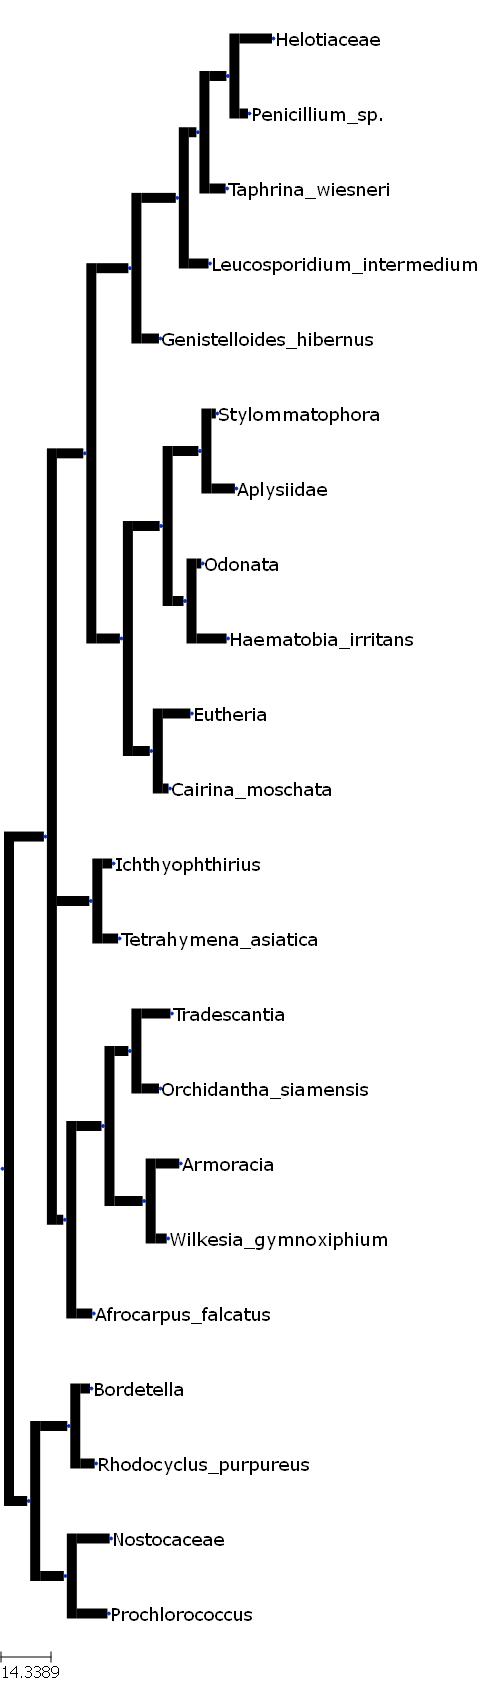 Helotiaceae
Penicillium_sp.
Taphrina_wiesneri
Leucosporidium_intermedium
Genistelloides_hibernus
Stylommatophora
Aplysiidae
Odonata
Haematobia_irritans
Eutheria
Cairina_moschata
Ichthyophthirius
Tetrahymena_asiatica
Tradescantia
Orchidantha_siamensis
Armoracia
Wilkesia_gymnoxiphium
Afrocarpus_falcatus
Bordetella
Rhodocyclus_purpureus
Nostocaceae
Prochlorococcus
14.3389